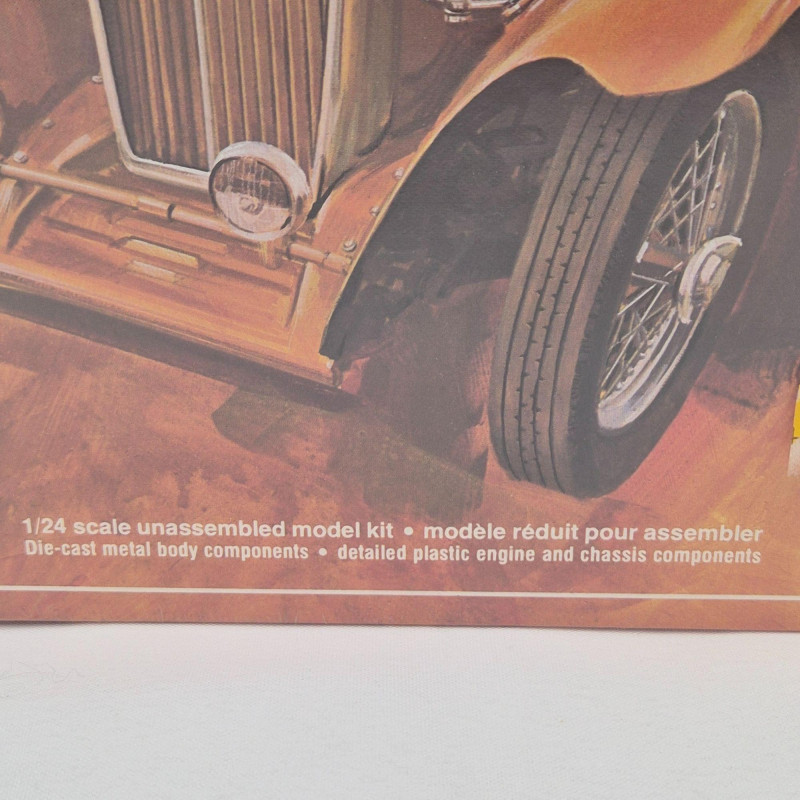 1/24 scale unassembled model kit • modèle réduit pour assembler
Die-cast metal body components • detailed plastic engine and chassis components